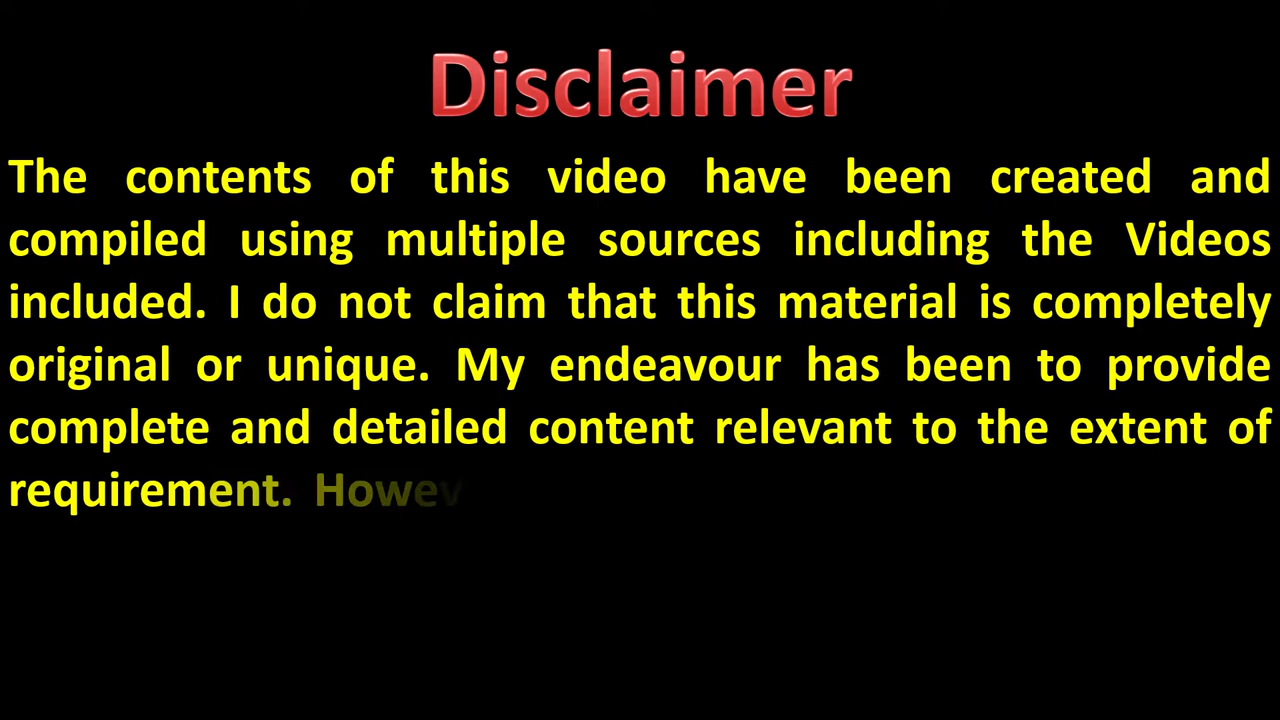 Disclaimer
The contents of this video have been created and
compiled using multiple sources including the Videos
included. I do not claim that this material is completely
original or unique. My endeavour has been to provide
complete and detailed content relevant to the extent of
requirement.